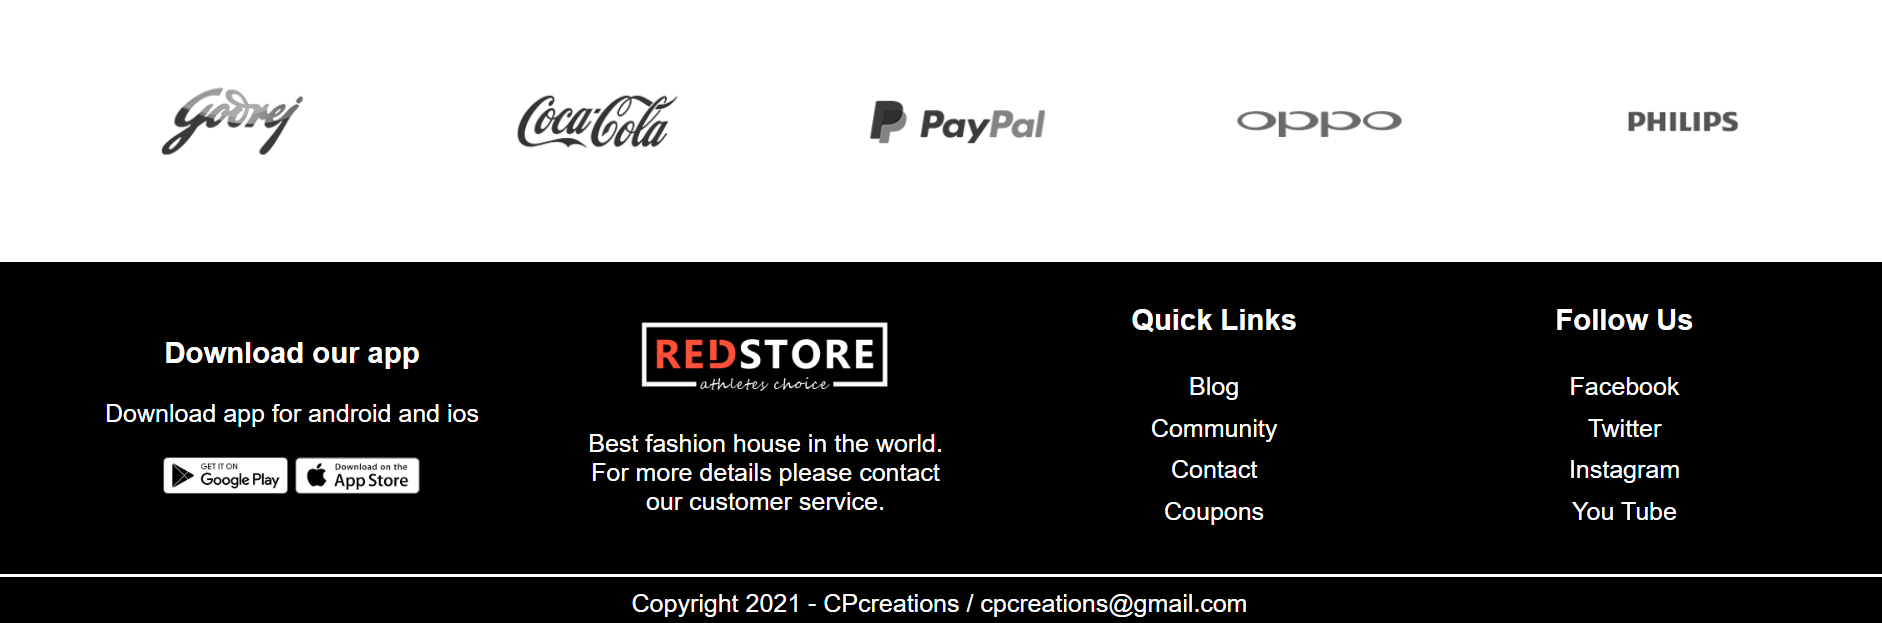 Godrej
Coca-Cola
PayPal
oppo
PHILIPS
Download our app
Download app for android and ios
GET IT ON
Google Play
Download on the
App Store
REDSTORE
athletes choice
Best fashion house in the world.
For more details please contact
our customer service.
Quick Links
Blog
Community
Contact
Coupons
Follow Us
Facebook
Twitter
Instagram
You Tube
Copyright 2021 - CPcreations / cpcreations@gmail.com